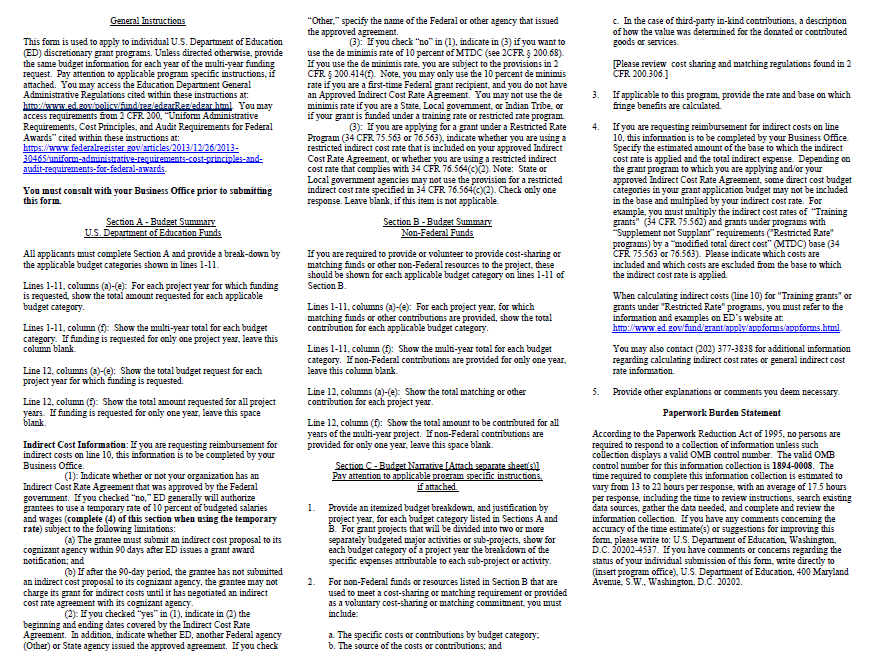 General Instructions
This form is used to apply to individual U.S. Department of Education
(ED) discretionary grant programs. Unless directed otherwise, provide
the same budget information for each year of the multi-year funding
request. Pay attention to applicable program specific instructions, if
attached. You may access the Education Department General
Administrative Regulations cited within these instructions at:
http://www.ed.gov/policy/fund/reg/edgarReg/edgar.html. You may
access requirements from 2 CFR 200, “Uniform Administrative
Requirements, Cost Principles, and Audit Requirements for Federal
Awards” cited within these instructions at:
https://www.federalregister.gov/articles/2013/12/26/2013-
30465/uniform-administrative-requirements-cost-principles-and-
audit-requirements-for-federal-awards.
You must consult with your Business Office prior to submitting
this form.
Section A - Budget Summary
U.S. Department of Education Funds
All applicants must complete Section A and provide a break-down by
the applicable budget categories shown in lines 1-11.
Lines 1-11, columns (a)-(e): For each project year for which funding
is requested, show the total amount requested for each applicable
budget category.
Lines 1-11, column (f): Show the multi-year total for each budget
category. If funding is requested for only one project year, leave this
column blank.
Line 12, columns (a)-(e): Show the total budget request for each
project year for which funding is requested.
Line 12, column (f): Show the total amount requested for all project
years. If funding is requested for only one year, leave this space
blank.
Indirect Cost Information: If you are requesting reimbursement for
indirect costs on line 10, this information is to be completed by your
Business Office.
(1): Indicate whether or not your organization has an
Indirect Cost Rate Agreement that was approved by the Federal
government. If you checked “no,” ED generally will authorize
grantees to use a temporary rate of 10 percent of budgeted salaries
and wages (complete (4) of this section when using the temporary
rate) subject to the following limitations:
(a) The grantee must submit an indirect cost proposal to its
cognizant agency within 90 days after ED issues a grant award
notification; and
(b) If after the 90-day period, the grantee has not submitted
an indirect cost proposal to its cognizant agency, the grantee may not
charge its grant for indirect costs until it has negotiated an indirect
cost rate agreement with its cognizant agency.
(2): If you checked “yes” in (1), indicate in (2) the
beginning and ending dates covered by the Indirect Cost Rate
Agreement. In addition, indicate whether ED, another Federal agency
(Other) or State agency issued the approved agreement. If you check
“Other,” specify the name of the Federal or other agency that issued
the approved agreement.
(3): If you check “no” in (1), indicate in (3) if you want to
use the de minimis rate of 10 percent of MTDC (see 2CFR § 200.68).
If you use the de minimis rate, you are subject to the provisions in 2
CFR § 200.414(f). Note, you may only use the 10 percent de minimis
rate if you are a first-time Federal grant recipient, and you do not have
an Approved Indirect Cost Rate Agreement. You may not use the de
minimis rate if you are a State, Local government, or Indian Tribe, or
if your grant is funded under a training rate or restricted rate program.
(3): If you are applying for a grant under a Restricted Rate
Program (34 CFR 75.563 or 76.563), indicate whether you are using a
restricted indirect cost rate that is included on your approved Indirect
Cost Rate Agreement, or whether you are using a restricted indirect
cost rate that complies with 34 CFR 76.564(c)(2). Note: State or
Local government agencies may not use the provision for a restricted
indirect cost rate specified in 34 CFR 76.564(c)(2). Check only one
response. Leave blank, if this item is not applicable.
Section B - Budget Summary
Non-Federal Funds
If you are required to provide or volunteer to provide cost-sharing or
matching funds or other non-Federal resources to the project, these
should be shown for each applicable budget category on lines 1-11 of
Section B.
Lines 1-11, columns (a)-(e): For each project year, for which
matching funds or other contributions are provided, show the total
contribution for each applicable budget category.
Lines 1-11, column (f): Show the multi-year total for each budget
category. If non-Federal contributions are provided for only one year,
leave this column blank.
Line 12, columns (a)-(e): Show the total matching or other
contribution for each project year.
Line 12, column (f): Show the total amount to be contributed for all
years of the multi-year project. If non-Federal contributions are
provided for only one year, leave this space blank.
Section C - Budget Narrative [Attach separate sheet(s)]
Pay attention to applicable program specific instructions,
if attached.
1. Provide an itemized budget breakdown, and justification by
project year, for each budget category listed in Sections A and
B. For grant projects that will be divided into two or more
separately budgeted major activities or sub-projects, show for
each budget category of a project year the breakdown of the
specific expenses attributable to each sub-project or activity.
2. For non-Federal funds or resources listed in Section B that are
used to meet a cost-sharing or matching requirement or provided
as a voluntary cost-sharing or matching commitment, you must
include:
a. The specific costs or contributions by budget category;
b. The source of the costs or contributions; and
c. In the case of third-party in-kind contributions, a description
of how the value was determined for the donated or contributed
goods or services.
[Please review cost sharing and matching regulations found in 2
CFR 200.306.]
3. If applicable to this program, provide the rate and base on which
fringe benefits are calculated.
4. If you are requesting reimbursement for indirect costs on line
10, this information is to be completed by your Business Office.
Specify the estimated amount of the base to which the indirect
cost rate is applied and the total indirect expense. Depending on
the grant program to which you are applying and/or your
approved Indirect Cost Rate Agreement, some direct cost budget
categories in your grant application budget may not be included
in the base and multiplied by your indirect cost rate. For
example, you must multiply the indirect cost rates of “Training
grants" (34 CFR 75.562) and grants under programs with
“Supplement not Supplant” requirements ("Restricted Rate"
programs) by a “modified total direct cost” (MTDC) base (34
CFR 75.563 or 76.563). Please indicate which costs are
included and which costs are excluded from the base to which
the indirect cost rate is applied.
When calculating indirect costs (line 10) for "Training grants" or
grants under "Restricted Rate" programs, you must refer to the
information and examples on ED’s website at:
http://www.ed.gov/fund/grant/apply/appforms/appforms.html.
You may also contact (202) 377-3838 for additional information
regarding calculating indirect cost rates or general indirect cost
rate information.
5. Provide other explanations or comments you deem necessary.
Paperwork Burden Statement
According to the Paperwork Reduction Act of 1995, no persons are
required to respond to a collection of information unless such
collection displays a valid OMB control number. The valid OMB
control number for this information collection is 1894-0008. The
time required to complete this information collection is estimated to
vary from 13 to 22 hours per response, with an average of 17.5 hours
per response, including the time to review instructions, search existing
data sources, gather the data needed, and complete and review the
information collection. If you have any comments concerning the
accuracy of the time estimate(s) or suggestions for improving this
form, please write to: U.S. Department of Education, Washington,
D.C. 20202-4537. If you have comments or concerns regarding the
status of your individual submission of this form, write directly to
(insert program office), U.S. Department of Education, 400 Maryland
Avenue, S.W., Washington, D.C. 20202.